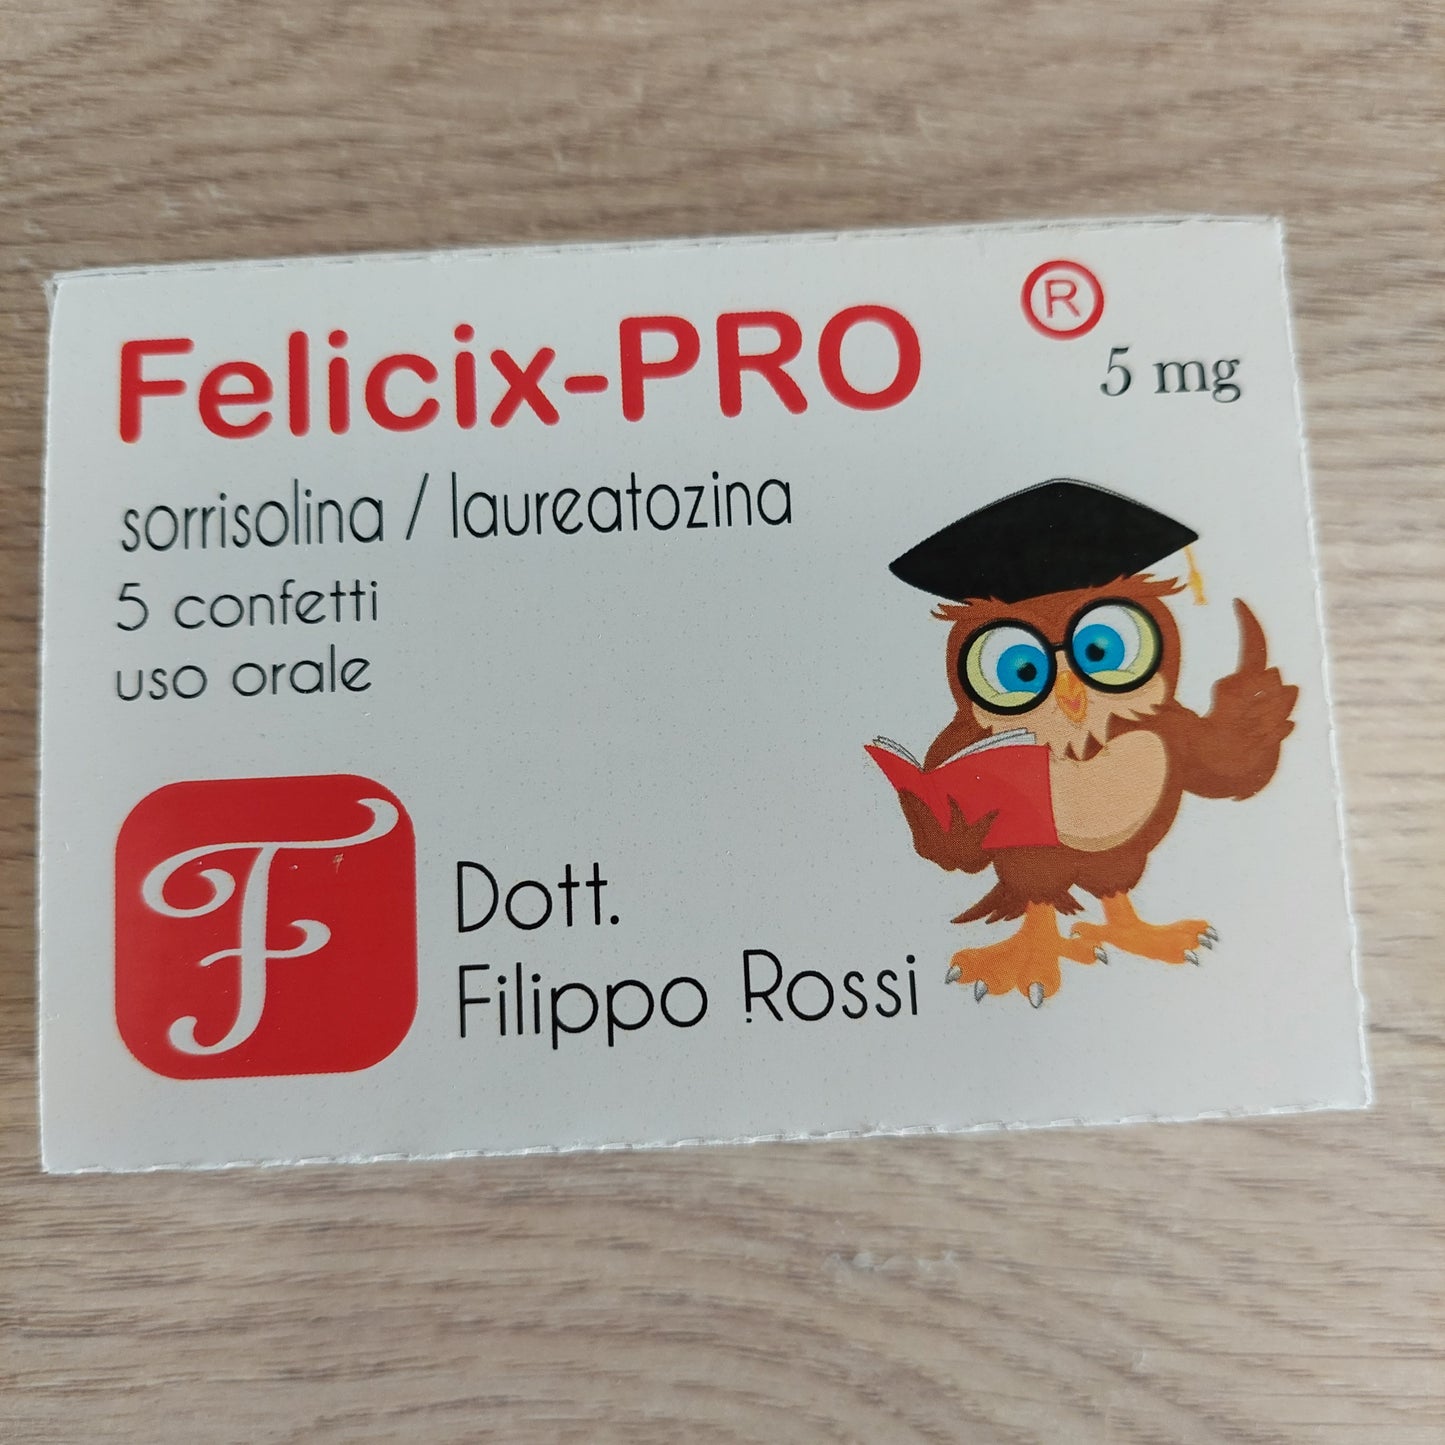 Felicix-PRO ®
5 mg
sorrisolina / laureatozina
5 confetti
uso orale
F
Dott.
Filippo Rossi